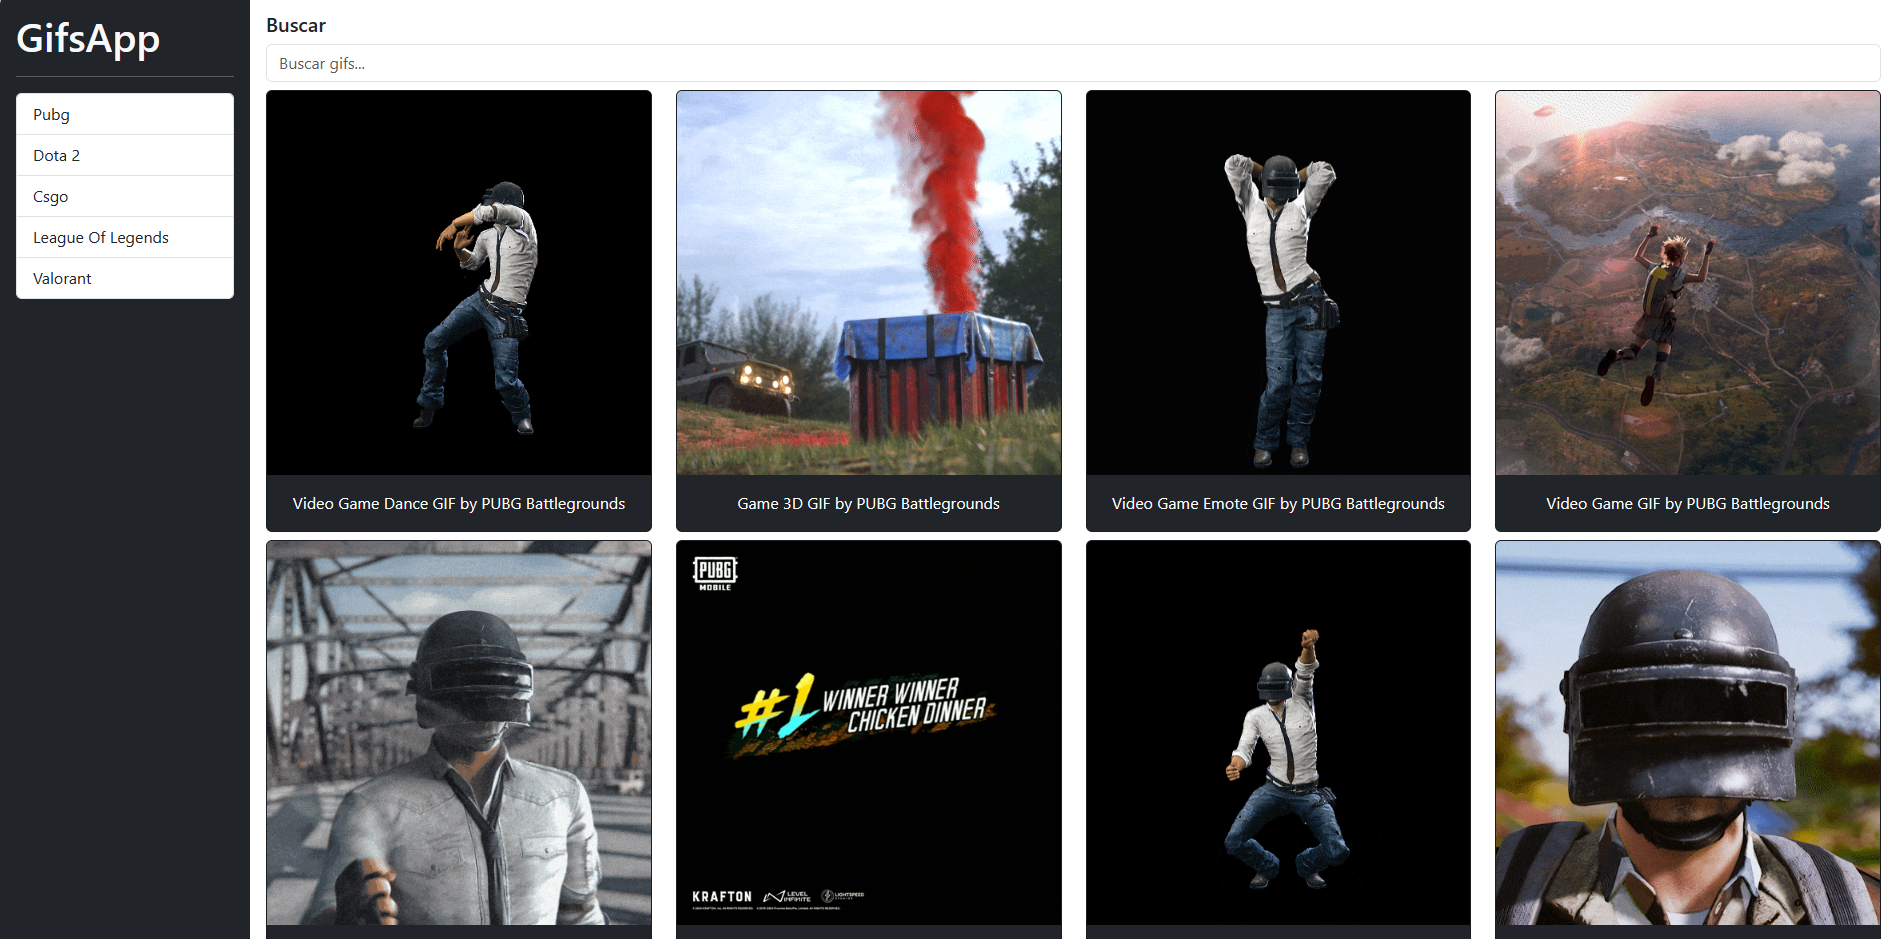 GifsApp
Pubg
Dota 2
Csgo
League Of Legends
Valorant
Buscar
Buscar gifs...
Video Game Dance GIF by PUBG Battlegrounds
Game 3D GIF by PUBG Battlegrounds
Video Game Emote GIF by PUBG Battlegrounds
Video Game GIF by PUBG Battlegrounds
PUBG
MOBILE
#1 WINNER WINNER
CHICKEN DINNER
KRAFTON
LEVEL
INFINITE
LIGHTSPEED
STUDIOS